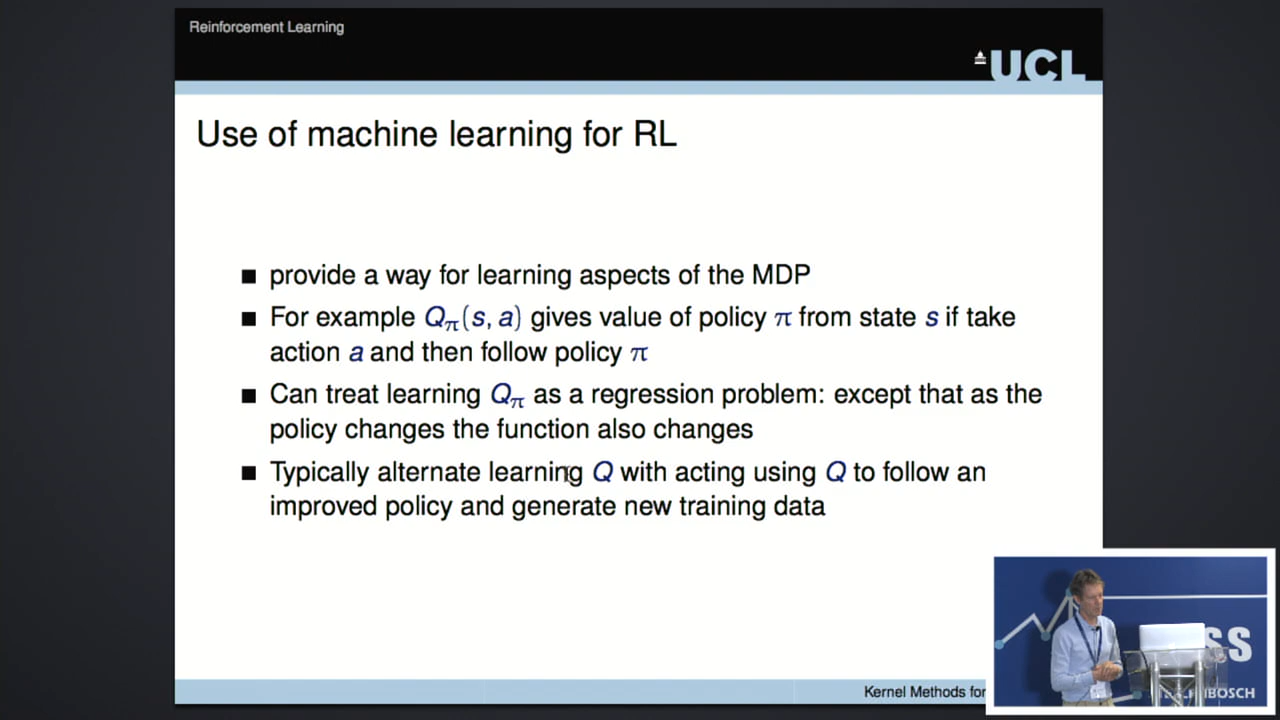 Reinforcement Learning
UCL
Use of machine learning for RL
■ provide a way for learning aspects of the MDP
■ For example Qπ(s, a) gives value of policy π from state s if take
action a and then follow policy π
■ Can treat learning Qπ as a regression problem: except that as the
policy changes the function also changes
■ Typically alternate learning Q with acting using Q to follow an
improved policy and generate new training data
Kernel Methods for
SS
BOSCH